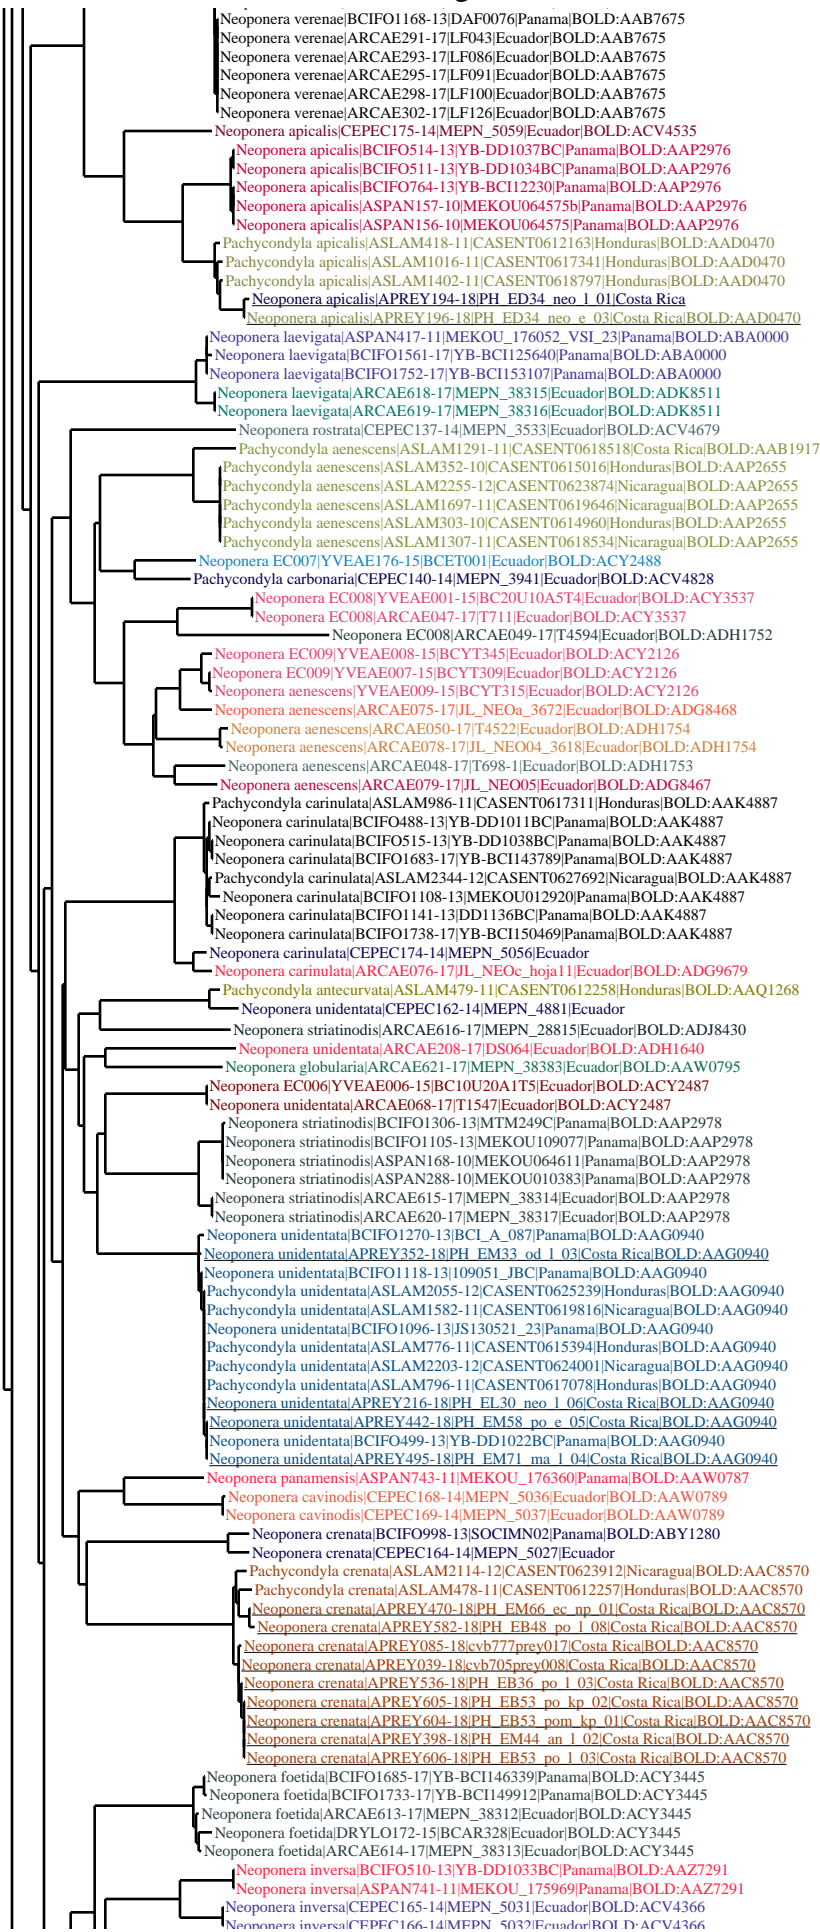 Neoponera verenae|BCIFO1168-13|DAF0076|Panama|BOLD:AAB7675
Neoponera verenae|ARCAE291-17|LF043|Ecuador|BOLD:AAB7675
Neoponera verenae|ARCAE293-17|LF086|Ecuador|BOLD:AAB7675
Neoponera verenae|ARCAE295-17|LF091|Ecuador|BOLD:AAB7675
Neoponera verenae|ARCAE298-17|LF100|Ecuador|BOLD:AAB7675
Neoponera verenae|ARCAE302-17|LF126|Ecuador|BOLD:AAB7675
Neoponera apicalis|CEPEC175-14|MEPN_5059|Ecuador|BOLD:ACV4535
Neoponera apicalis|BCIFO514-13|YB-DD1037BC|Panama|BOLD:AAP2976
Neoponera apicalis|BCIFO511-13|YB-DD1034BC|Panama|BOLD:AAP2976
Neoponera apicalis|BCIFO764-13|YB-BCI12230|Panama|BOLD:AAP2976
Neoponera apicalis|ASPAN157-10|MEKOU064575b|Panama|BOLD:AAP2976
Neoponera apicalis|ASPAN156-10|MEKOU064575|Panama|BOLD:AAP2976
Pachycondyla apicalis|ASLAM418-11|CASENT0612163|Honduras|BOLD:AAD0470
Pachycondyla apicalis|ASLAM1016-11|CASENT0617341|Honduras|BOLD:AAD0470
Pachycondyla apicalis|ASLAM1402-11|CASENT0618797|Honduras|BOLD:AAD0470
Neoponera apicalis|APREY194-18|PH_ED34_neo_l_01|Costa Rica
Neoponera apicalis|APREY196-18|PH_ED34_neo_e_03|Costa Rica|BOLD:AAD0470
Neoponera laevigata|ASPAN417-11|MEKOU_176052_VSI_23|Panama|BOLD:ABA0000
Neoponera laevigata|BCIFO1561-17|YB-BCI125640|Panama|BOLD:ABA0000
Neoponera laevigata|BCIFO1752-17|YB-BCI153107|Panama|BOLD:ABA0000
Neoponera laevigata|ARCAE618-17|MEPN_38315|Ecuador|BOLD:ADK8511
Neoponera laevigata|ARCAE619-17|MEPN_38316|Ecuador|BOLD:ADK8511
Neoponera rostrata|CEPEC137-14|MEPN_3533|Ecuador|BOLD:ACV4679
Pachycondyla aenescens|ASLAM1291-11|CASENT0618518|Costa Rica|BOLD:AAB1917
Pachycondyla aenescens|ASLAM352-10|CASENT0615016|Honduras|BOLD:AAP2655
Pachycondyla aenescens|ASLAM2255-12|CASENT0623874|Nicaragua|BOLD:AAP2655
Pachycondyla aenescens|ASLAM1697-11|CASENT0619646|Nicaragua|BOLD:AAP2655
Pachycondyla aenescens|ASLAM303-10|CASENT0614960|Honduras|BOLD:AAP2655
Pachycondyla aenescens|ASLAM1307-11|CASENT0618534|Nicaragua|BOLD:AAP2655
Neoponera EC007|YVEAE176-15|BCET001|Ecuador|BOLD:ACY2488
Pachycondyla carbonaria|CEPEC140-14|MEPN_3941|Ecuador|BOLD:ACV4828
Neoponera EC008|YVEAE001-15|BC20U10A5T4|Ecuador|BOLD:ACY3537
Neoponera EC008|ARCAE047-17|T711|Ecuador|BOLD:ACY3537
Neoponera EC008|ARCAE049-17|T4594|Ecuador|BOLD:ADH1752
Neoponera EC009|YVEAE008-15|BCYT345|Ecuador|BOLD:ACY2126
Neoponera EC009|YVEAE007-15|BCYT309|Ecuador|BOLD:ACY2126
Neoponera aenescens|YVEAE009-15|BCYT315|Ecuador|BOLD:ACY2126
Neoponera aenescens|ARCAE075-17|JL_NEOa_3672|Ecuador|BOLD:ADG8468
Neoponera aenescens|ARCAE050-17|T4522|Ecuador|BOLD:ADH1754
Neoponera aenescens|ARCAE078-17|JL_NEO04_3618|Ecuador|BOLD:ADH1754
Neoponera aenescens|ARCAE048-17|T698-1|Ecuador|BOLD:ADH1753
Neoponera aenescens|ARCAE079-17|JL_NEO05|Ecuador|BOLD:ADG8467
Pachycondyla carinulata|ASLAM986-11|CASENT0617311|Honduras|BOLD:AAK4887
Neoponera carinulata|BCIFO488-13|YB-DD1011BC|Panama|BOLD:AAK4887
Neoponera carinulata|BCIFO515-13|YB-DD1038BC|Panama|BOLD:AAK4887
Neoponera carinulata|BCIFO1683-17|YB-BCI143789|Panama|BOLD:AAK4887
Pachycondyla carinulata|ASLAM2344-12|CASENT0627692|Nicaragua|BOLD:AAK4887
Neoponera carinulata|BCIFO1108-13|MEKOU012920|Panama|BOLD:AAK4887
Neoponera carinulata|BCIFO1141-13|DD1136BC|Panama|BOLD:AAK4887
Neoponera carinulata|BCIFO1738-17|YB-BCI150469|Panama|BOLD:AAK4887
Neoponera carinulata|CEPEC174-14|MEPN_5056|Ecuador
Neoponera carinulata|ARCAE076-17|JL_NEOc_hoja11|Ecuador|BOLD:ADG9679
Pachycondyla antecurvata|ASLAM479-11|CASENT0612258|Honduras|BOLD:AAQ1268
Neoponera unidentata|CEPEC162-14|MEPN_4881|Ecuador
Neoponera striatinodis|ARCAE616-17|MEPN_28815|Ecuador|BOLD:ADJ8430
Neoponera unidentata|ARCAE208-17|DS064|Ecuador|BOLD:ADH1640
Neoponera globularia|ARCAE621-17|MEPN_38383|Ecuador|BOLD:AAW0795
Neoponera EC006|YVEAE006-15|BC10U20A1T5|Ecuador|BOLD:ACY2487
Neoponera unidentata|ARCAE068-17|T1547|Ecuador|BOLD:ACY2487
Neoponera striatinodis|BCIFO1306-13|MTM249C|Panama|BOLD:AAP2978
Neoponera striatinodis|BCIFO1105-13|MEKOU109077|Panama|BOLD:AAP2978
Neoponera striatinodis|ASPAN168-10|MEKOU064611|Panama|BOLD:AAP2978
Neoponera striatinodis|ASPAN288-10|MEKOU010383|Panama|BOLD:AAP2978
Neoponera striatinodis|ARCAE615-17|MEPN_38314|Ecuador|BOLD:AAP2978
Neoponera striatinodis|ARCAE620-17|MEPN_38317|Ecuador|BOLD:AAP2978
Neoponera unidentata|BCIFO1270-13|BCI_A_087|Panama|BOLD:AAG0940
Neoponera unidentata|APREY352-18|PH_EM33_od_l_03|Costa Rica|BOLD:AAG0940
Neoponera unidentata|BCIFO1118-13|109051_JBC|Panama|BOLD:AAG0940
Pachycondyla unidentata|ASLAM2055-12|CASENT0625239|Honduras|BOLD:AAG0940
Pachycondyla unidentata|ASLAM1582-11|CASENT0619816|Nicaragua|BOLD:AAG0940
Neoponera unidentata|BCIFO1096-13|JS130521_23|Panama|BOLD:AAG0940
Pachycondyla unidentata|ASLAM776-11|CASENT0615394|Honduras|BOLD:AAG0940
Pachycondyla unidentata|ASLAM2203-12|CASENT0624001|Nicaragua|BOLD:AAG0940
Pachycondyla unidentata|ASLAM796-11|CASENT0617078|Honduras|BOLD:AAG0940
Neoponera unidentata|APREY216-18|PH_EL30_neo_l_06|Costa Rica|BOLD:AAG0940
Neoponera unidentata|APREY442-18|PH_EM58_po_e_05|Costa Rica|BOLD:AAG0940
Neoponera unidentata|BCIFO499-13|YB-DD1022BC|Panama|BOLD:AAG0940
Neoponera unidentata|APREY495-18|PH_EM71_ma_l_04|Costa Rica|BOLD:AAG0940
Neoponera panamensis|ASPAN743-11|MEKOU_176360|Panama|BOLD:AAW0787
Neoponera cavinodis|CEPEC168-14|MEPN_5036|Ecuador|BOLD:AAW0789
Neoponera cavinodis|CEPEC169-14|MEPN_5037|Ecuador|BOLD:AAW0789
Neoponera crenata|BCIFO998-13|SOCIMN02|Panama|BOLD:ABY1280
Neoponera crenata|CEPEC164-14|MEPN_5027|Ecuador
Pachycondyla crenata|ASLAM2114-12|CASENT0623912|Nicaragua|BOLD:AAC8570
Pachycondyla crenata|ASLAM478-11|CASENT0612257|Honduras|BOLD:AAC8570
Neoponera crenata|APREY470-18|PH_EM66_ec_np_01|Costa Rica|BOLD:AAC8570
Neoponera crenata|APREY582-18|PH_EB48_po_l_08|Costa Rica|BOLD:AAC8570
Neoponera crenata|APREY085-18|cvb777prey017|Costa Rica|BOLD:AAC8570
Neoponera crenata|APREY039-18|cvb705prey008|Costa Rica|BOLD:AAC8570
Neoponera crenata|APREY536-18|PH_EB36_po_l_03|Costa Rica|BOLD:AAC8570
Neoponera crenata|APREY605-18|PH_EB53_po_kp_02|Costa Rica|BOLD:AAC8570
Neoponera crenata|APREY604-18|PH_EB53_pom_kp_01|Costa Rica|BOLD:AAC8570
Neoponera crenata|APREY398-18|PH_EM44_an_l_02|Costa Rica|BOLD:AAC8570
Neoponera crenata|APREY606-18|PH_EB53_po_l_03|Costa Rica|BOLD:AAC8570
Neoponera foetida|BCIFO1685-17|YB-BCI146339|Panama|BOLD:ACY3445
Neoponera foetida|BCIFO1733-17|YB-BCI149912|Panama|BOLD:ACY3445
Neoponera foetida|ARCAE613-17|MEPN_38312|Ecuador|BOLD:ACY3445
Neoponera foetida|DRYLO172-15|BCAR328|Ecuador|BOLD:ACY3445
Neoponera foetida|ARCAE614-17|MEPN_38313|Ecuador|BOLD:ACY3445
Neoponera inversa|BCIFO510-13|YB-DD1033BC|Panama|BOLD:AAZ7291
Neoponera inversa|ASPAN741-11|MEKOU_175969|Panama|BOLD:AAZ7291
Neoponera inversa|CEPEC165-14|MEPN_5031|Ecuador|BOLD:ACV4366
Neoponera inversa|CEPEC166-14|MEPN_5032|Ecuador|BOLD:ACV4366